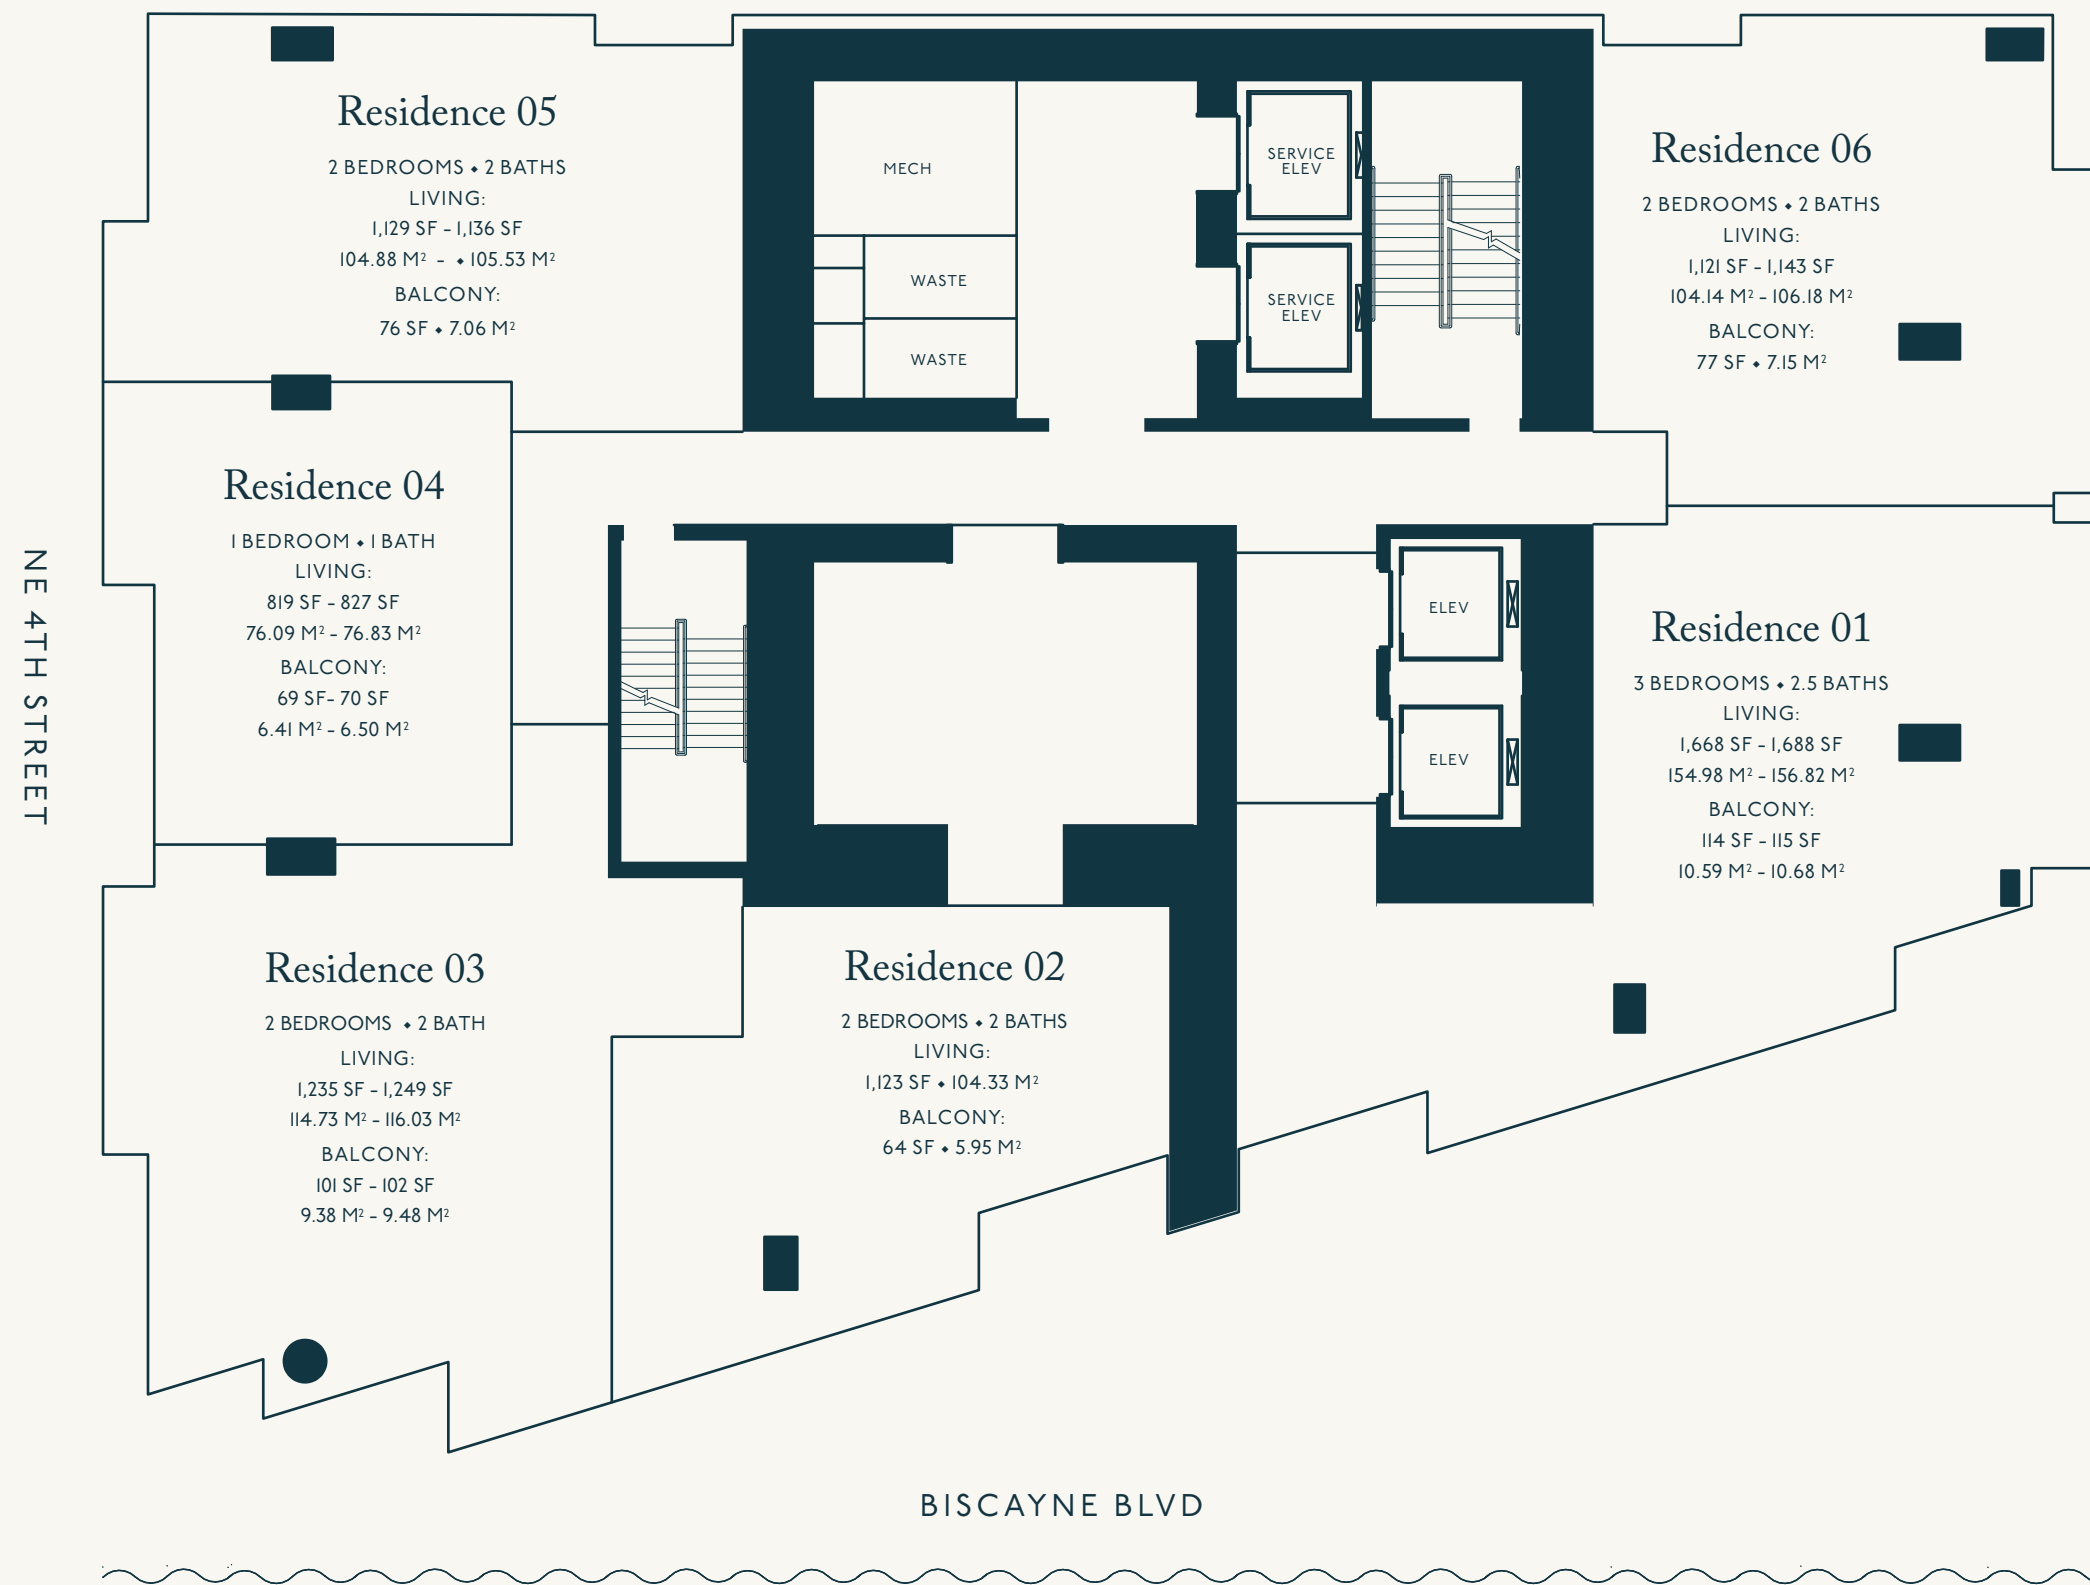 Residence 05
2 BEDROOMS ⬥ 2 BATHS
LIVING:
1,129 SF - 1,136 SF
104.88 M² - ⬥ 105.53 M²
BALCONY:
76 SF ⬥ 7.06 M²
MECH
WASTE
WASTE
SERVICE
ELEV
SERVICE
ELEV
Residence 06
2 BEDROOMS ⬥ 2 BATHS
LIVING:
1,121 SF - 1,143 SF
104.14 M² - 106.18 M²
BALCONY:
77 SF ⬥ 7.15 M²
Residence 04
1 BEDROOM ⬥ 1 BATH
LIVING:
819 SF - 827 SF
76.09 M² - 76.83 M²
BALCONY:
69 SF- 70 SF
6.41 M² - 6.50 M²
NE 4TH STREET
ELEV
ELEV
Residence 01
3 BEDROOMS ⬥ 2.5 BATHS
LIVING:
1,668 SF - 1,688 SF
154.98 M² - 156.82 M²
BALCONY:
114 SF - 115 SF
10.59 M² - 10.68 M²
Residence 03
2 BEDROOMS ⬥ 2 BATH
LIVING:
1,235 SF - 1,249 SF
114.73 M² - 116.03 M²
BALCONY:
101 SF - 102 SF
9.38 M² - 9.48 M²
Residence 02
2 BEDROOMS ⬥ 2 BATHS
LIVING:
1,123 SF ⬥ 104.33 M²
BALCONY:
64 SF ⬥ 5.95 M²
BISCAYNE BLVD